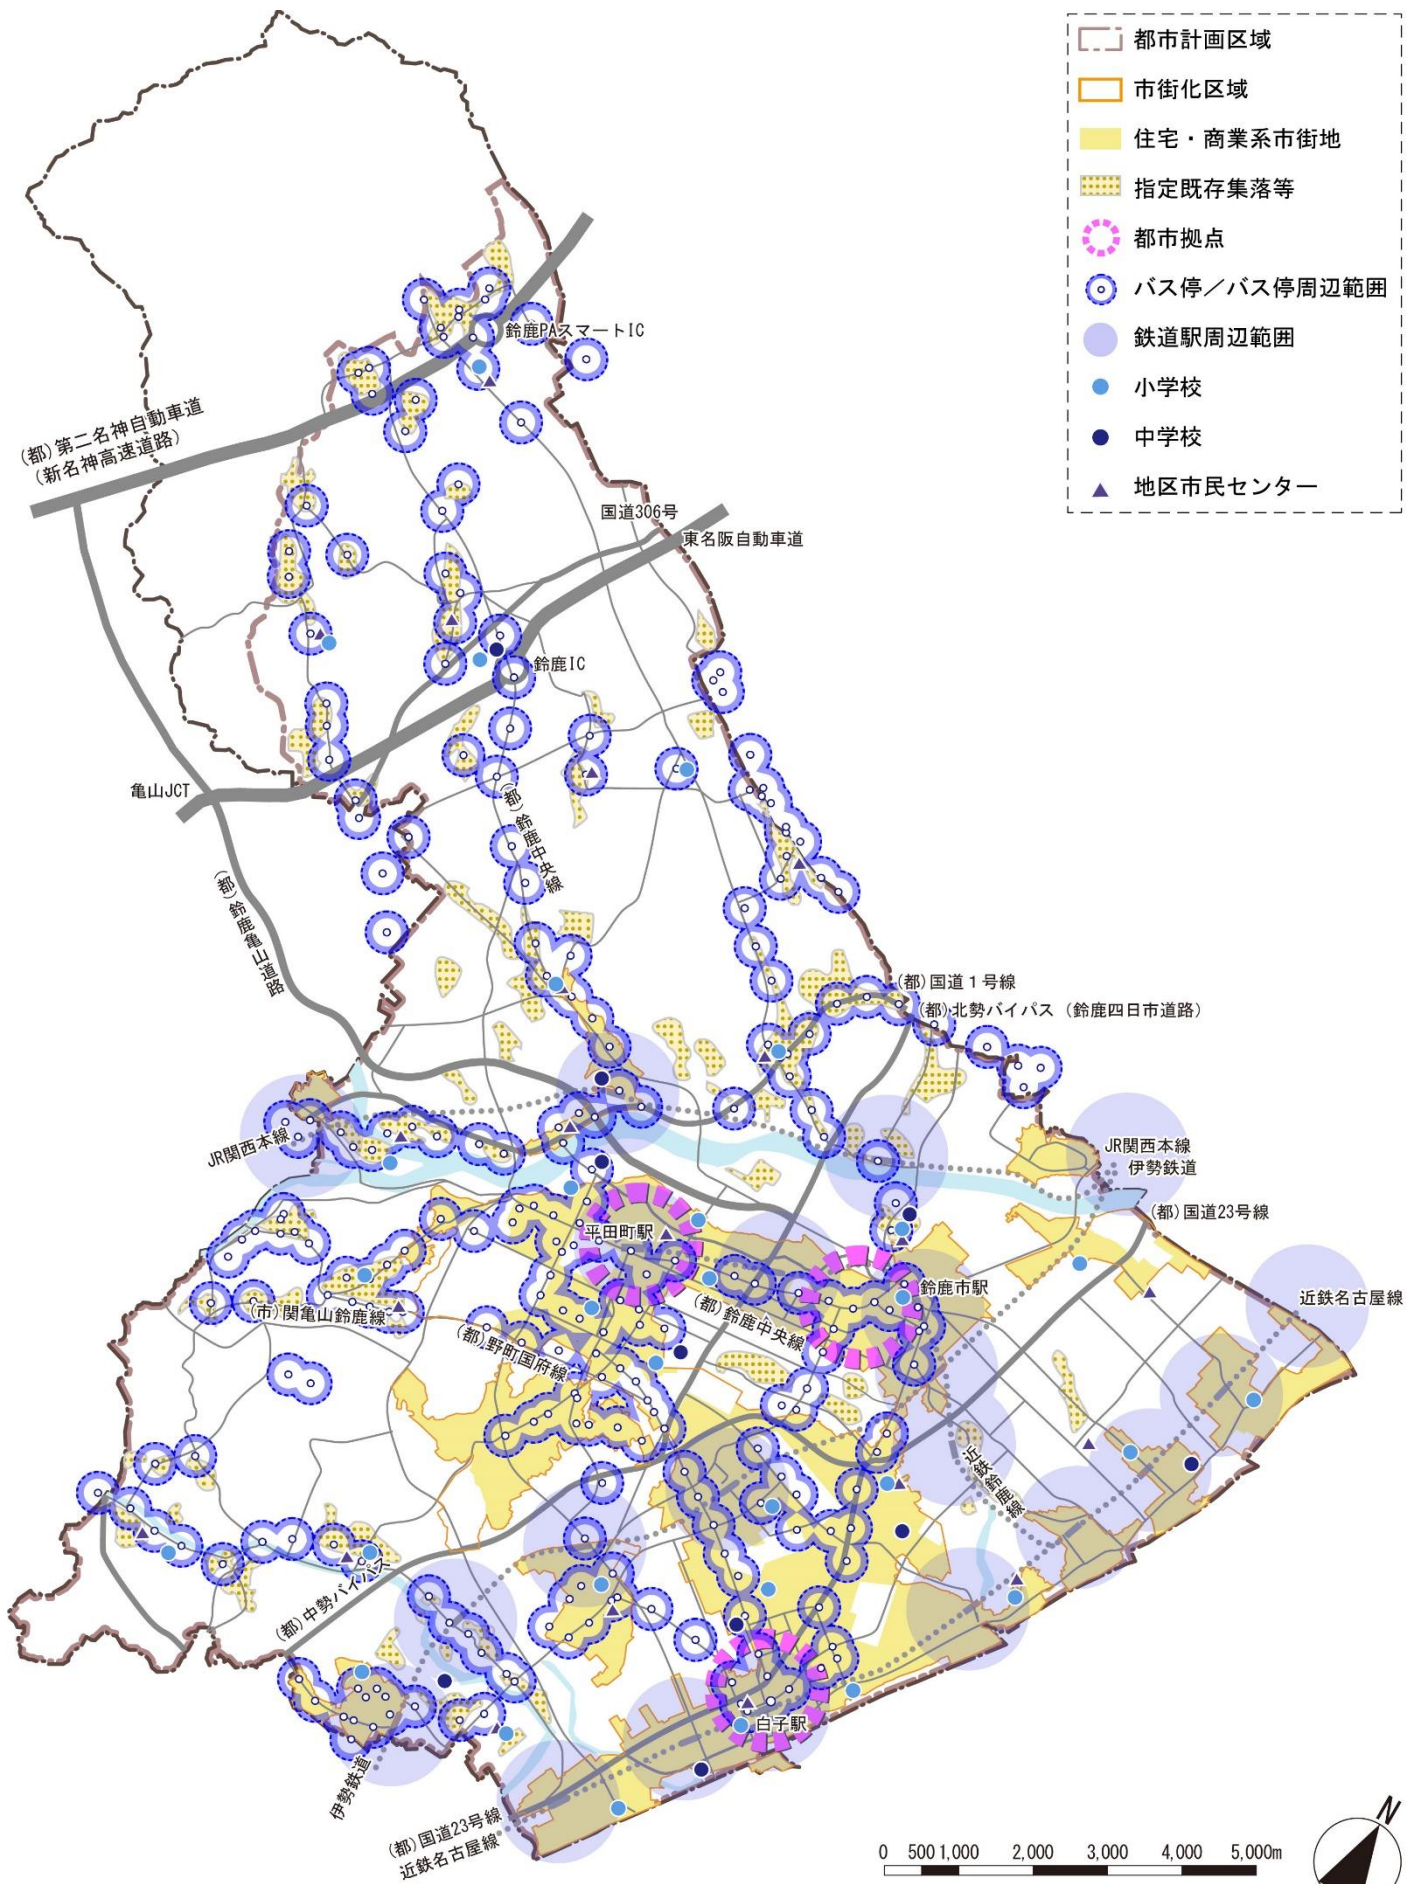 都市計画区域
市街化区域
住宅・商業系市街地
指定既存集落等
都市拠点
バス停／バス停周辺範囲
鉄道駅周辺範囲
小学校
中学校
地区市民センター
鈴鹿PAスマートIC
(都)第二名神自動車道
(新名神高速道路)
国道306号
東名阪自動車道
鈴鹿IC
亀山JCT
(都)鈴鹿中央線
(都)鈴鹿亀山道路
(都)国道１号線
(都)北勢バイパス（鈴鹿四日市道路）
JR関西本線
JR関西本線
伊勢鉄道
(都)国道23号線
平田町駅
鈴鹿市駅
近鉄名古屋線
(市)関亀山鈴鹿線
(都)鈴鹿中央線
(都)野町国府線
近鉄鈴鹿線
(都)中勢バイパス
白子駅
伊勢鉄道
(都)国道23号線
近鉄名古屋線
N
0 500 1,000 2,000 3,000 4,000 5,000m